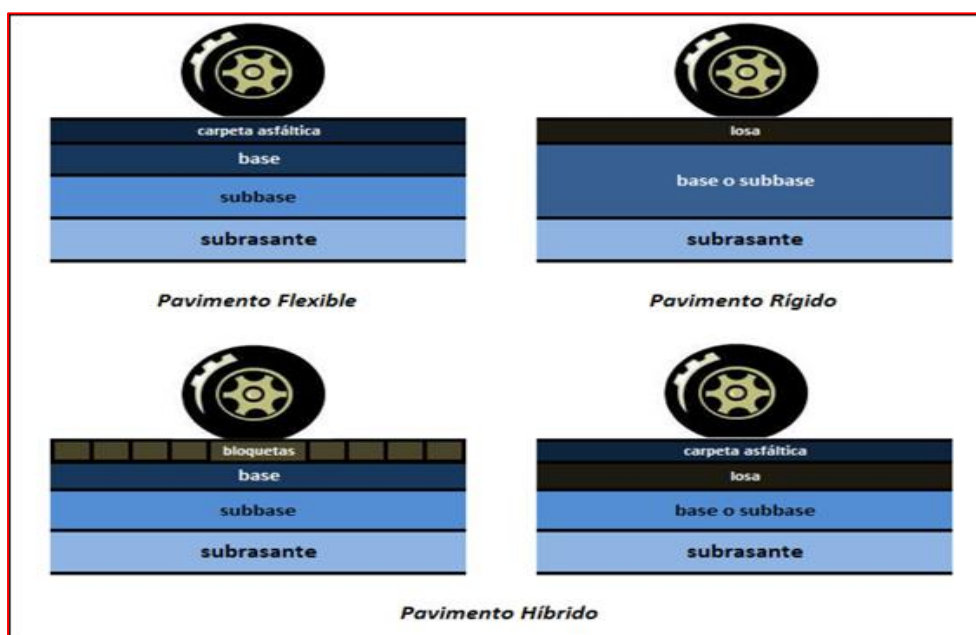 carpeta asfáltica
base
subbase
subrasante
Pavimento Flexible
losa
base o subbase
subrasante
Pavimento Rígido
bloquetas
base
subbase
subrasante
carpeta asfáltica
losa
base o subbase
subrasante
Pavimento Híbrido